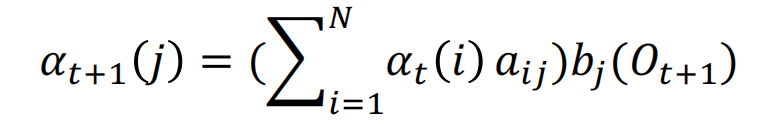 α_{t+1}(j) = (∑_{i=1}^{N} α_t(i) a_{ij})b_j(O_{t+1})